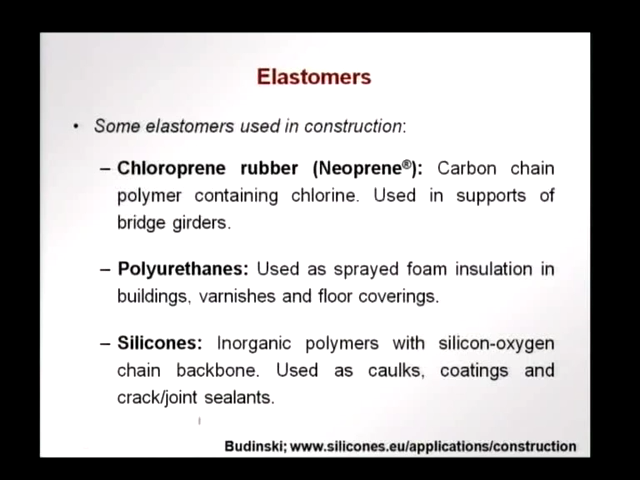 Elastomers
• Some elastomers used in construction:
– Chloroprene rubber (Neoprene®): Carbon chain
polymer containing chlorine. Used in supports of
bridge girders.
– Polyurethanes: Used as sprayed foam insulation in
buildings, varnishes and floor coverings.
– Silicones: Inorganic polymers with silicon-oxygen
chain backbone. Used as caulks, coatings and
crack/joint sealants.
Budinski; www.silicones.eu/applications/construction